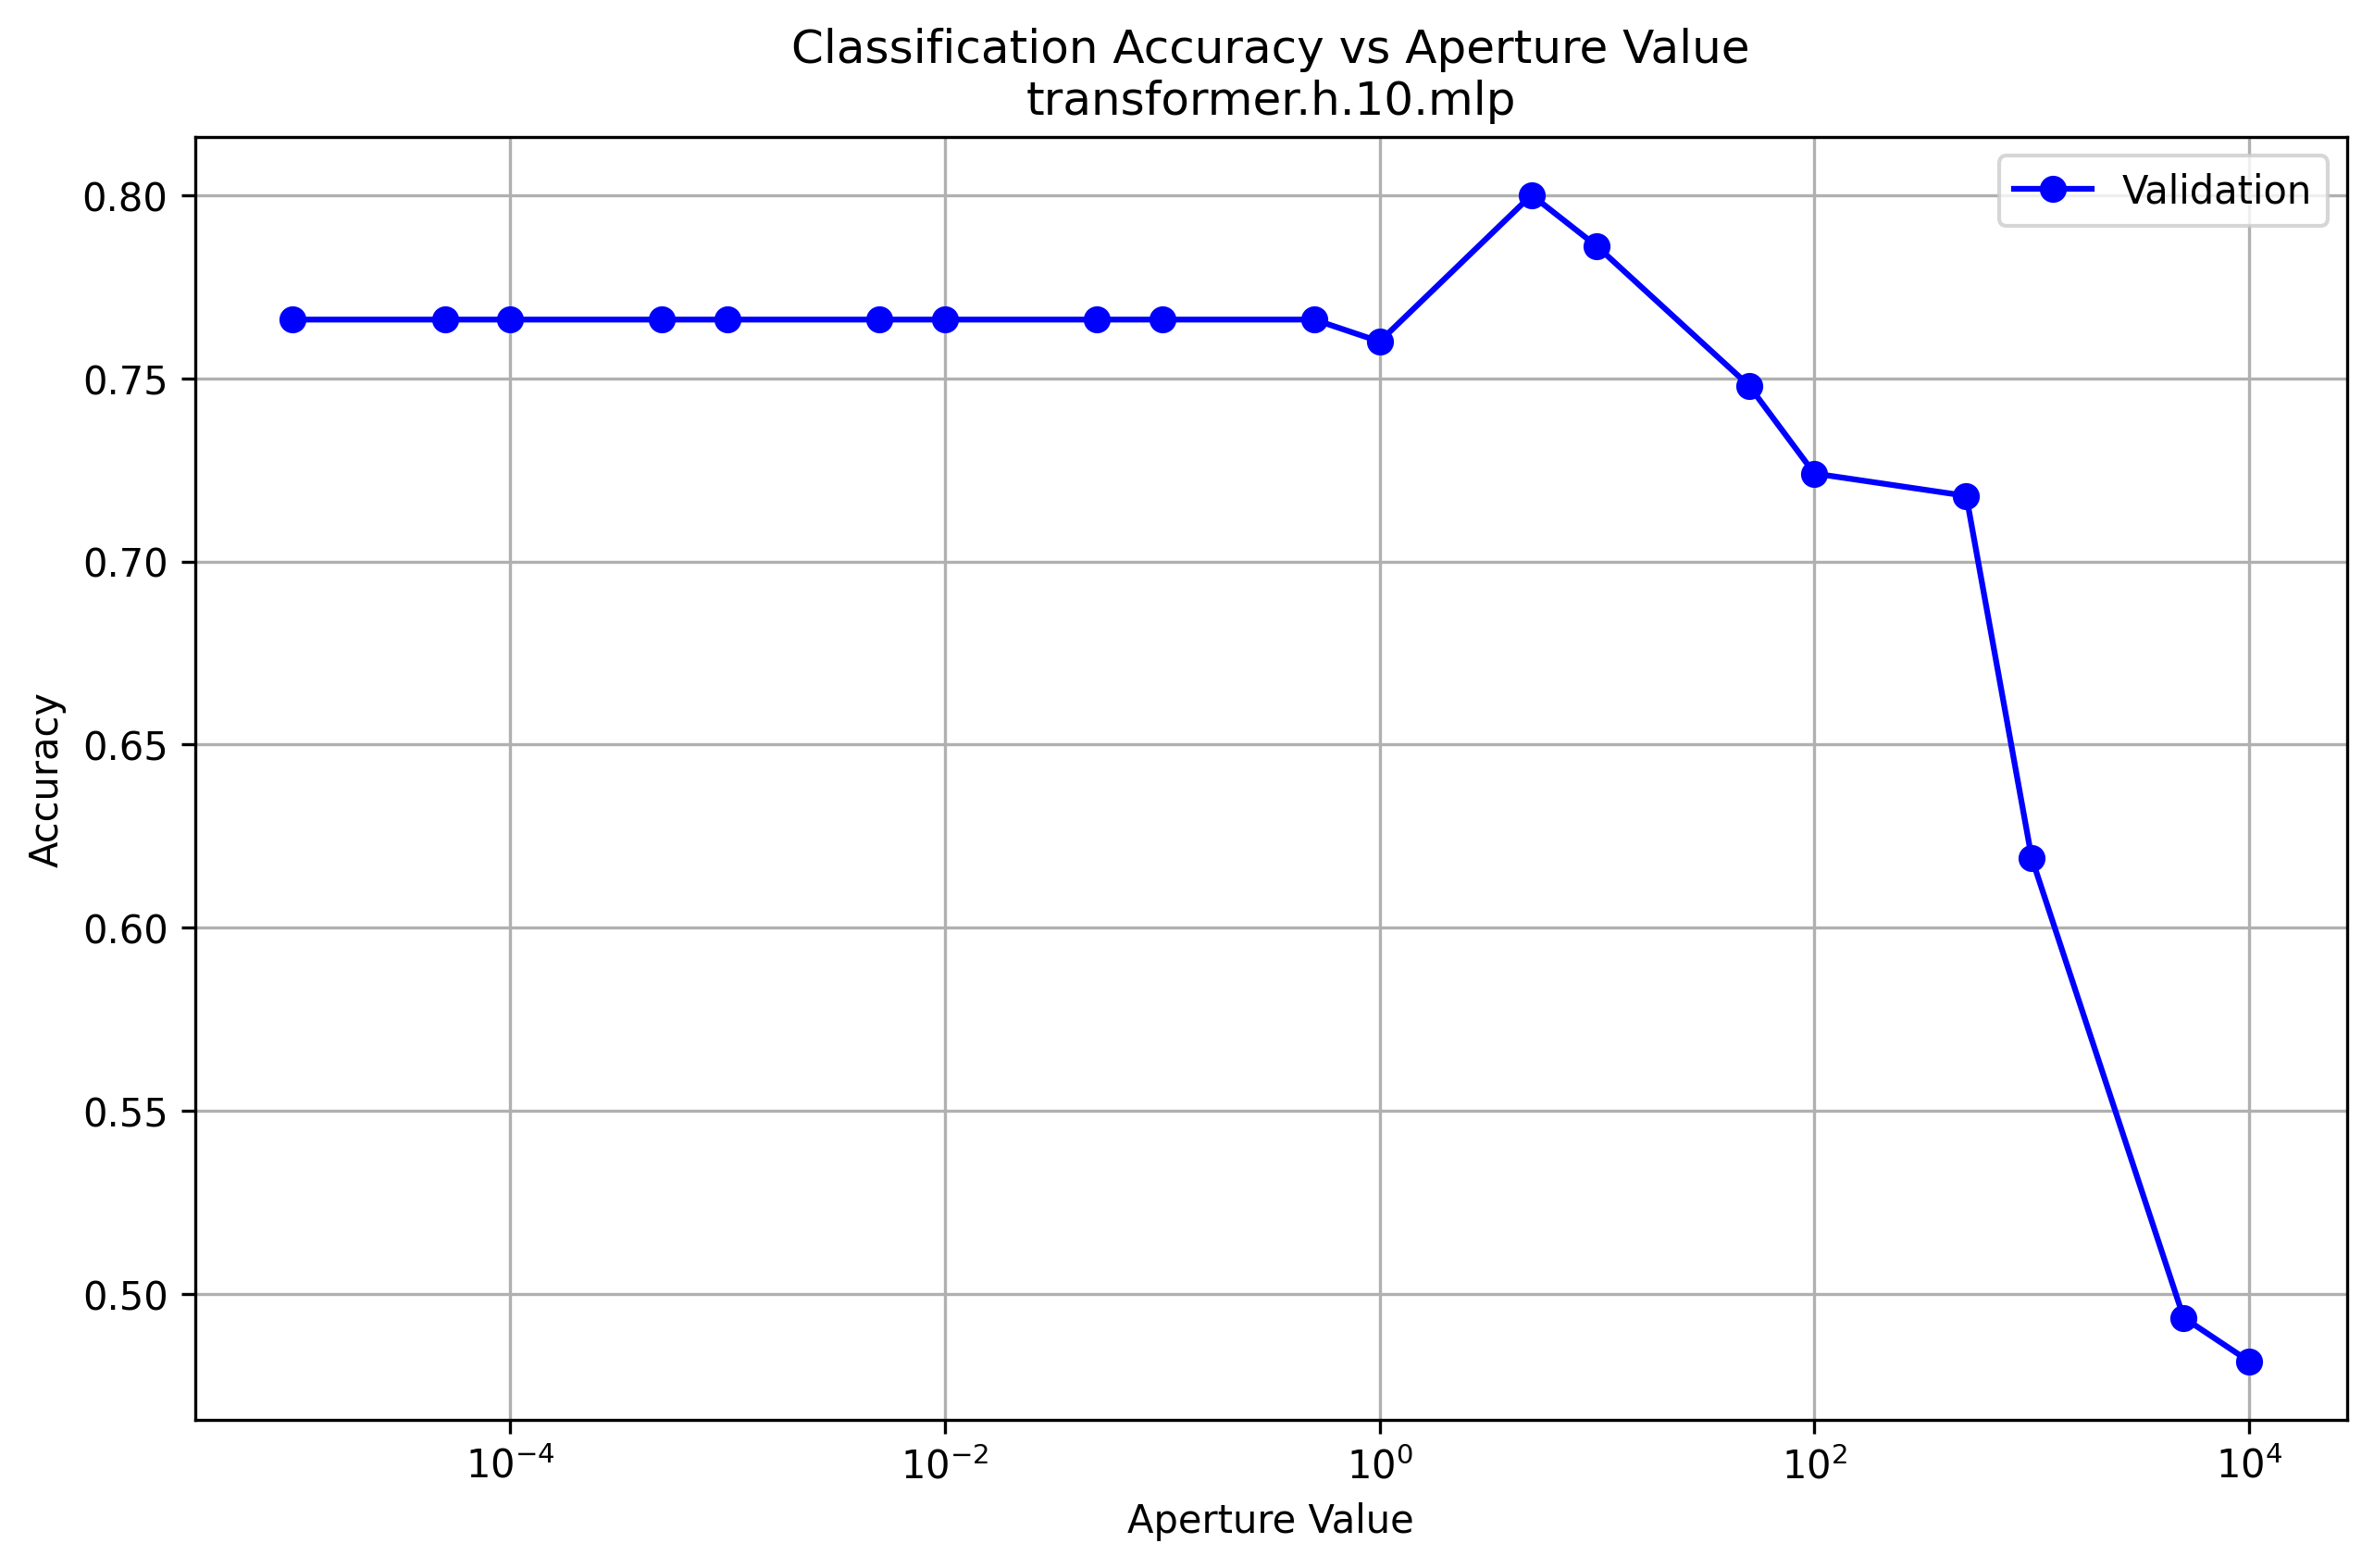 Classification Accuracy vs Aperture Value
transformer.h.10.mlp
Validation
0.80
0.75
0.70
0.65
0.60
0.55
0.50
Accuracy
10⁻⁴
10⁻²
10⁰
10²
10⁴
Aperture Value